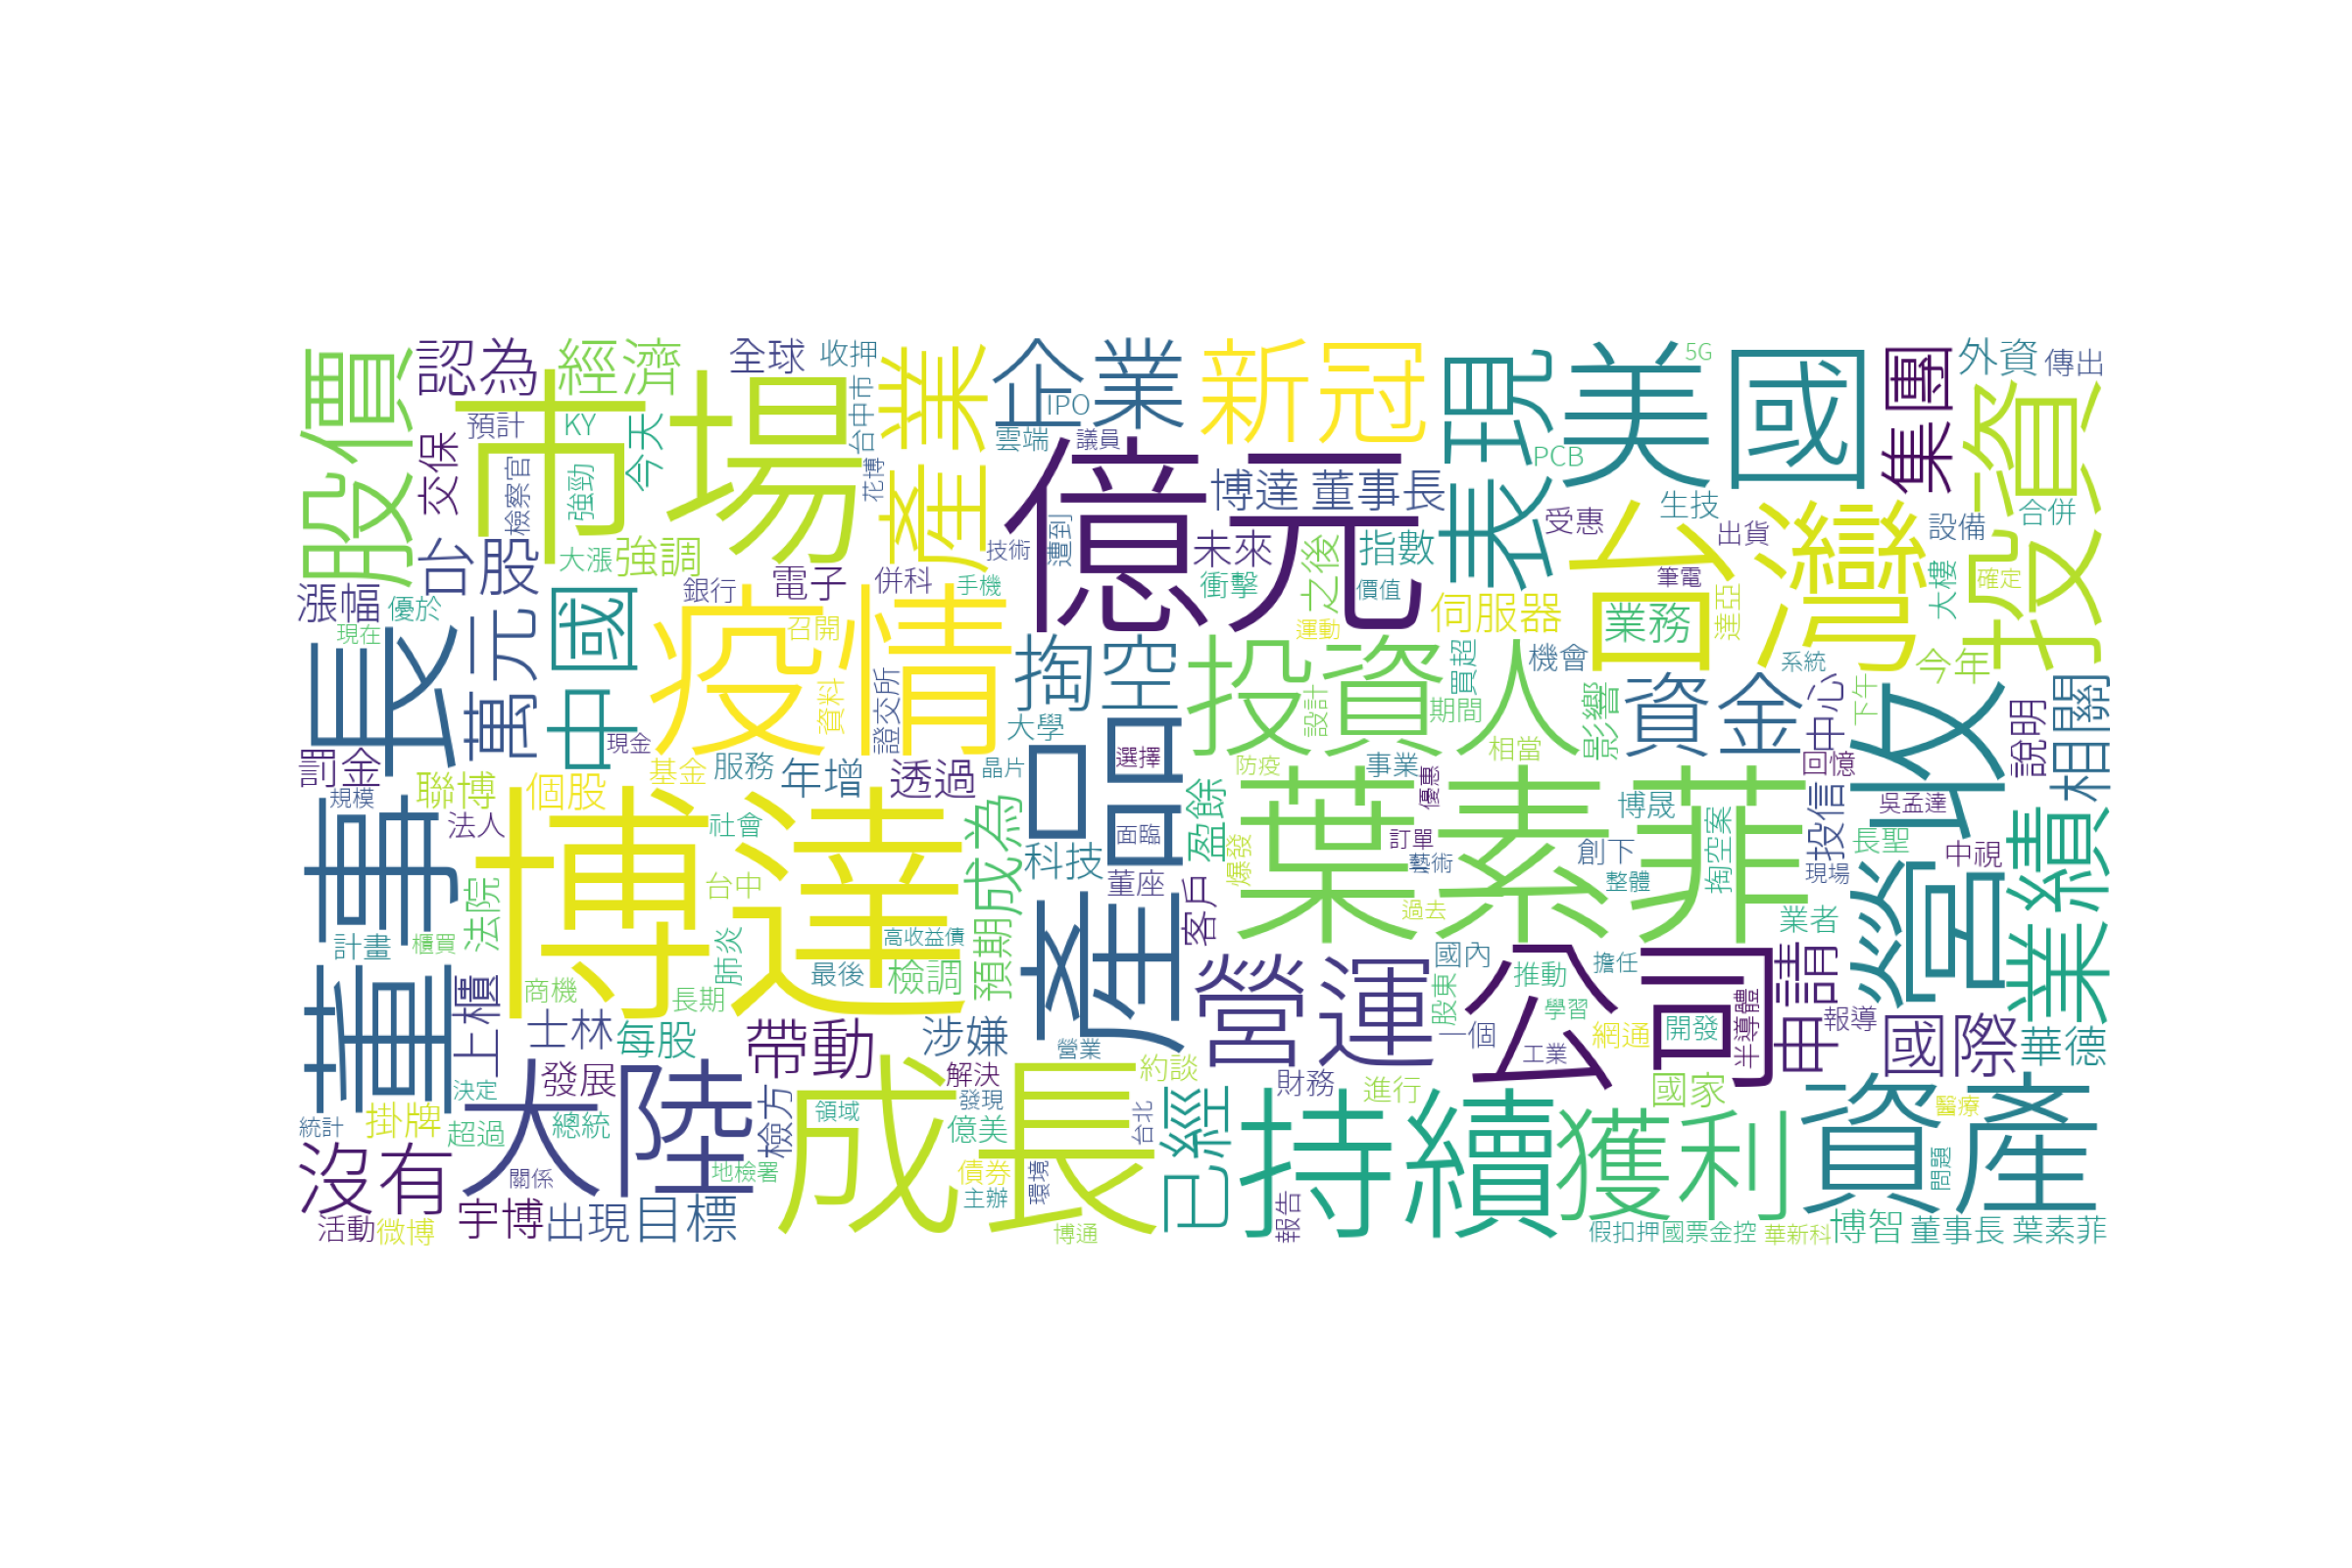 股價
認為
經濟
全球
收押
產業
企業
新冠
表現
美國
5G
集團
外資
傳出
投資
市場
預計
KY
今天
台中市
花博
IPO
雲端
議員
億元
博達 董事長
PCB
交保
檢察官
強勁
台股
大漲
強調
技術
遭到
未來
之後
指數
受惠
生技
出貨
設備
合併
台灣
漲幅
優於
現在
萬元
中國
銀行
電子
併科
手機
衝擊
價值
伺服器
業務
筆電
達亞
大樓
確定
疫情
召開
掏空
運動
投資人
買超
機會
系統
今年
董事長
罰金
現金
資料
證交所
大學
設計
期間
影響
資金
中心
下午
營收
說明
相關
規模
聯博
個股
基金
服務
年增
透過
晶片
產品
選擇
防疫
事業
相當
回憶
法人
博達
社會
面臨
科技
盈餘
優惠
葉素菲
博晟
投信
吳孟達
法院
台中
成為
董座
爆發
訂單
藝術
創下
整體
掏空案
現場
長聖
中視
業績
計畫
櫃買
肺炎
高收益債
預期
客戶
過去
業者
上櫃
商機
長期
最後
檢調
營運
國內
推動
擔任
公司
申請
報導
士林
每股
帶動
涉嫌
營業
股東
一個
學習
網通
開發
半導體
國際
華德
統計
決定
大陸
發展
檢方
成長
解決
約談
財務
進行
工業
國家
資產
掛牌
超過
總統
領域
發現
億美
台北
已經
持續
獲利
醫療
沒有
關係
地檢署
債券
主辦
環境
問題
活動
微博
宇博
出現
目標
博通
報告
假扣押
國票金控
華新科
博智
董事長 葉素菲